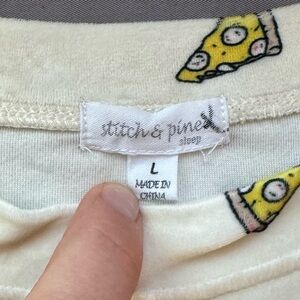 stitch & pine
sleep
L
MADE IN
CHINA